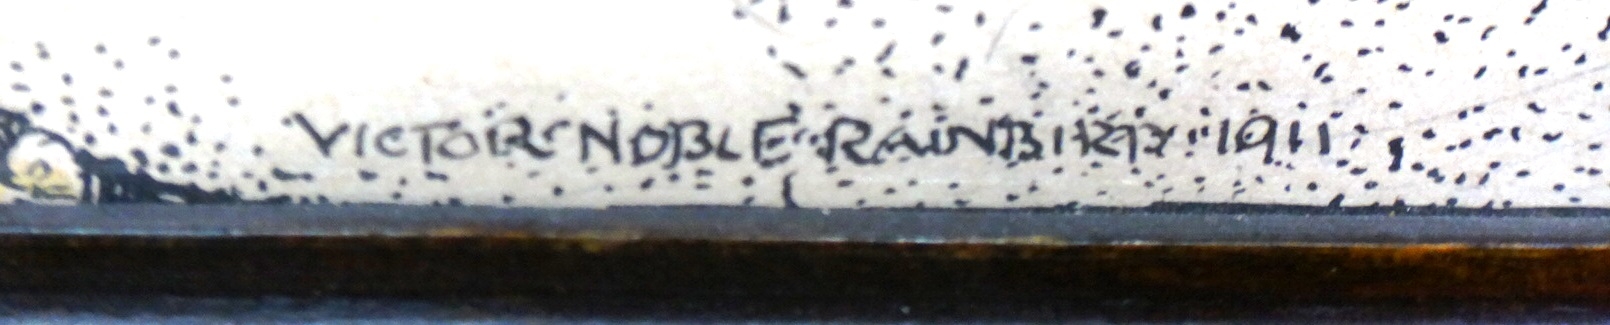 VICTOR NOBLE RAINBIRD 1911